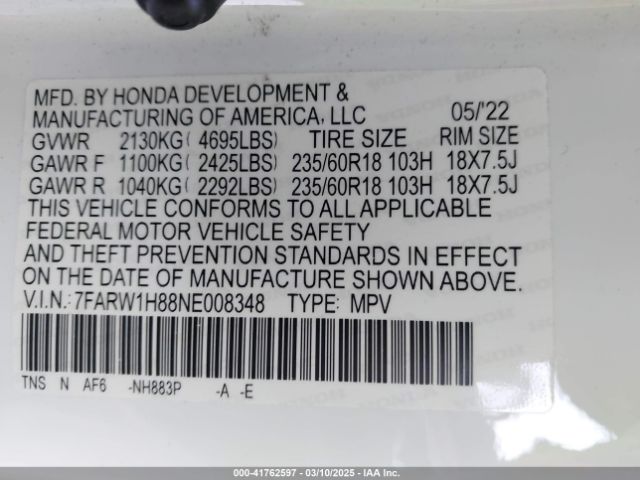 MFD. BY HONDA DEVELOPMENT &
MANUFACTURING OF AMERICA, LLC 05/'22
GVWR 2130KG( 4695LBS) TIRE SIZE RIM SIZE
GAWR F 1100KG( 2425LBS) 235/60R18 103H 18X7.5J
GAWR R 1040KG( 2292LBS) 235/60R18 103H 18X7.5J
THIS VEHICLE CONFORMS TO ALL APPLICABLE
FEDERAL MOTOR VEHICLE SAFETY
AND THEFT PREVENTION STANDARDS IN EFFECT
ON THE DATE OF MANUFACTURE SHOWN ABOVE.
V.I.N.:7FARW1H88NE008348 TYPE: MPV
TNS N AF6 -NH883P -A -E
000-41762597 - 03/10/2025 - IAA Inc.